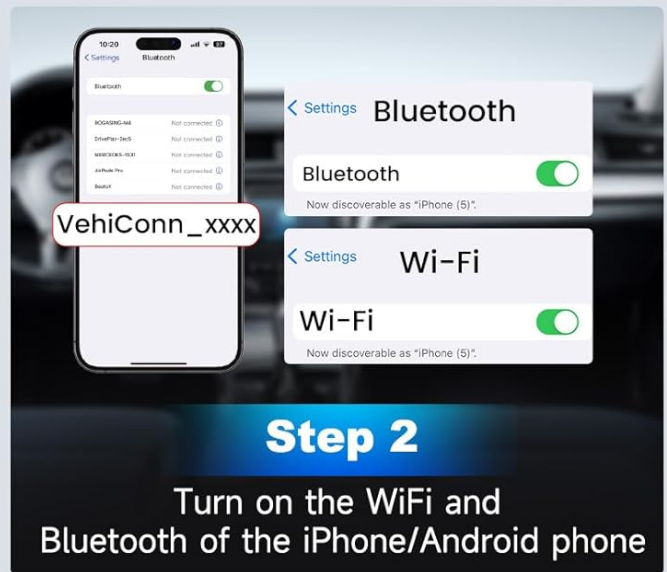 10:20
Settings Bluetooth
Bluetooth
Not connected
DrivePlay-2ec5 Not connected
Not connected
AirPods Pro Not connected
Not connected
VehiConn_xxxx
Settings Bluetooth
Bluetooth
Now discoverable as "iPhone (5)".
Settings Wi-Fi
Wi-Fi
Now discoverable as "iPhone (5)".
Step 2
Turn on the WiFi and
Bluetooth of the iPhone/Android phone